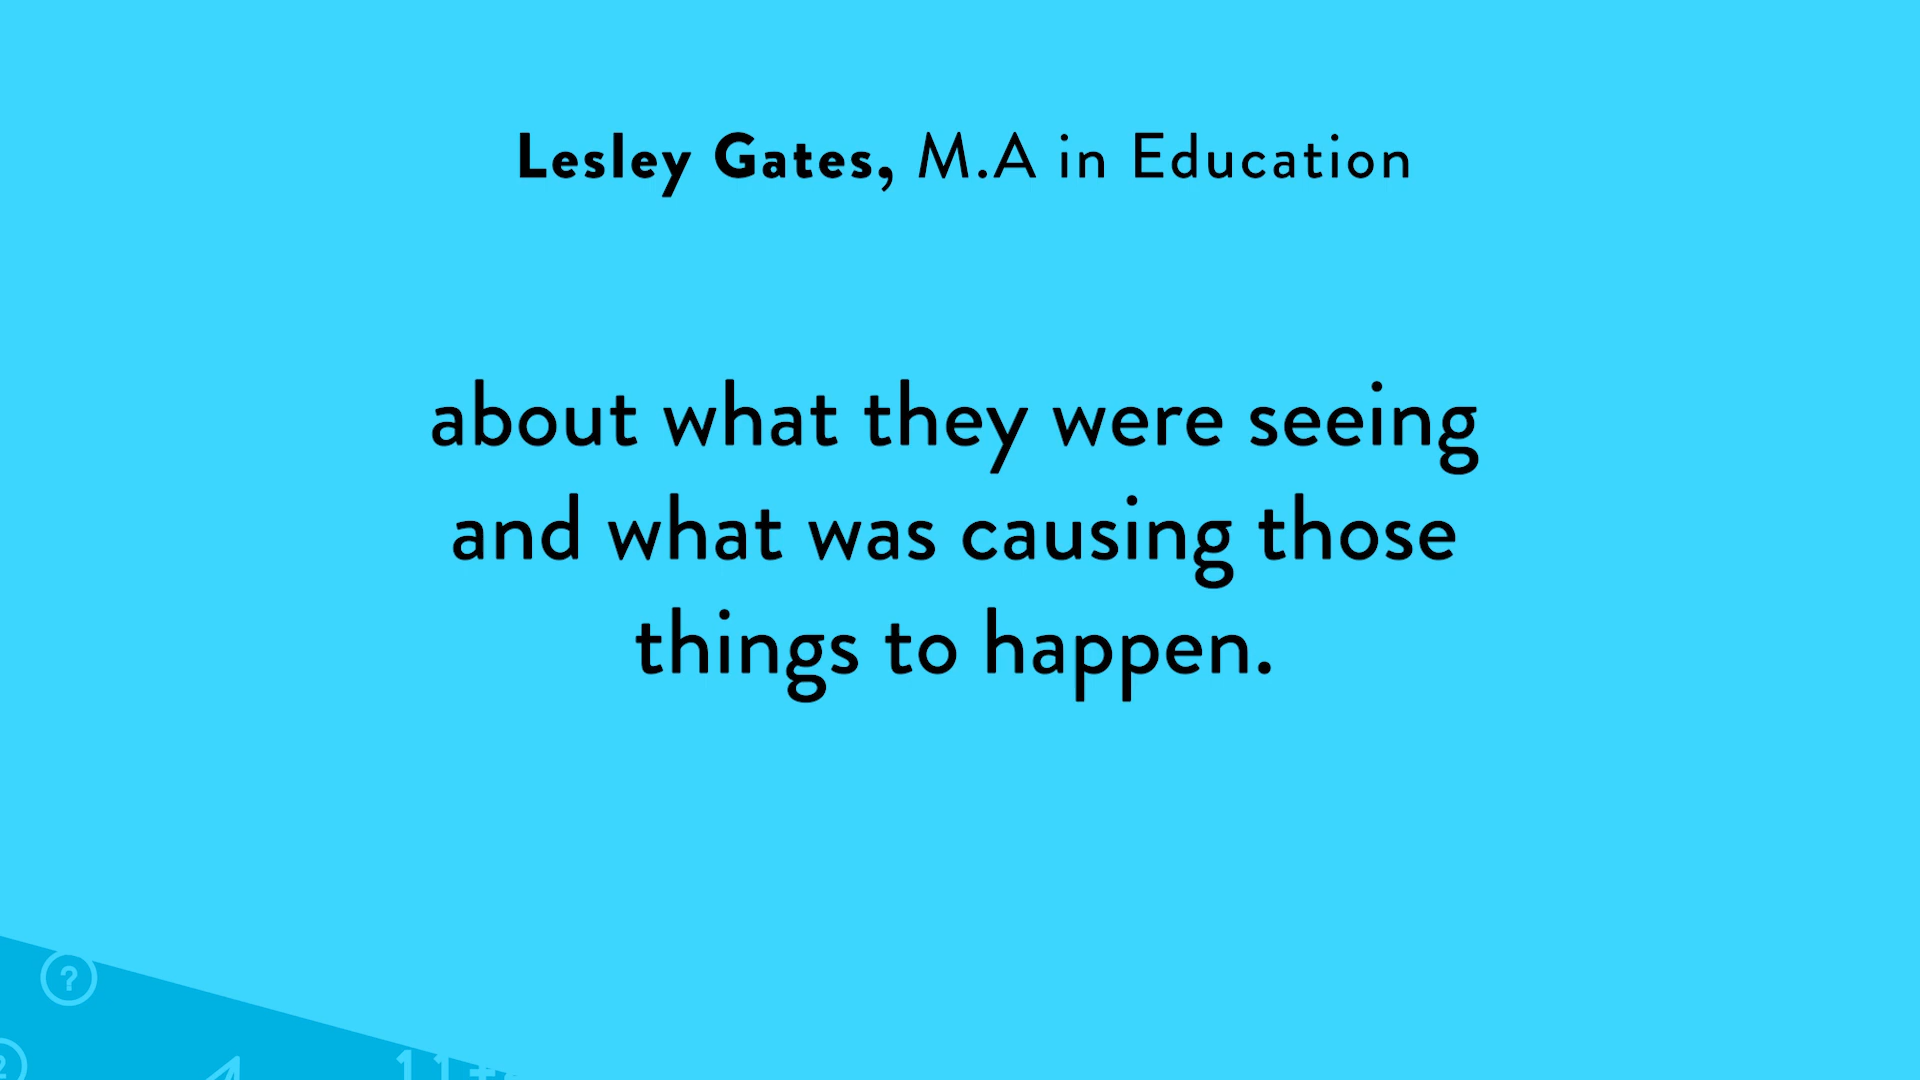 Lesley Gates, M.A in Education
about what they were seeing
and what was causing those
things to happen.
?